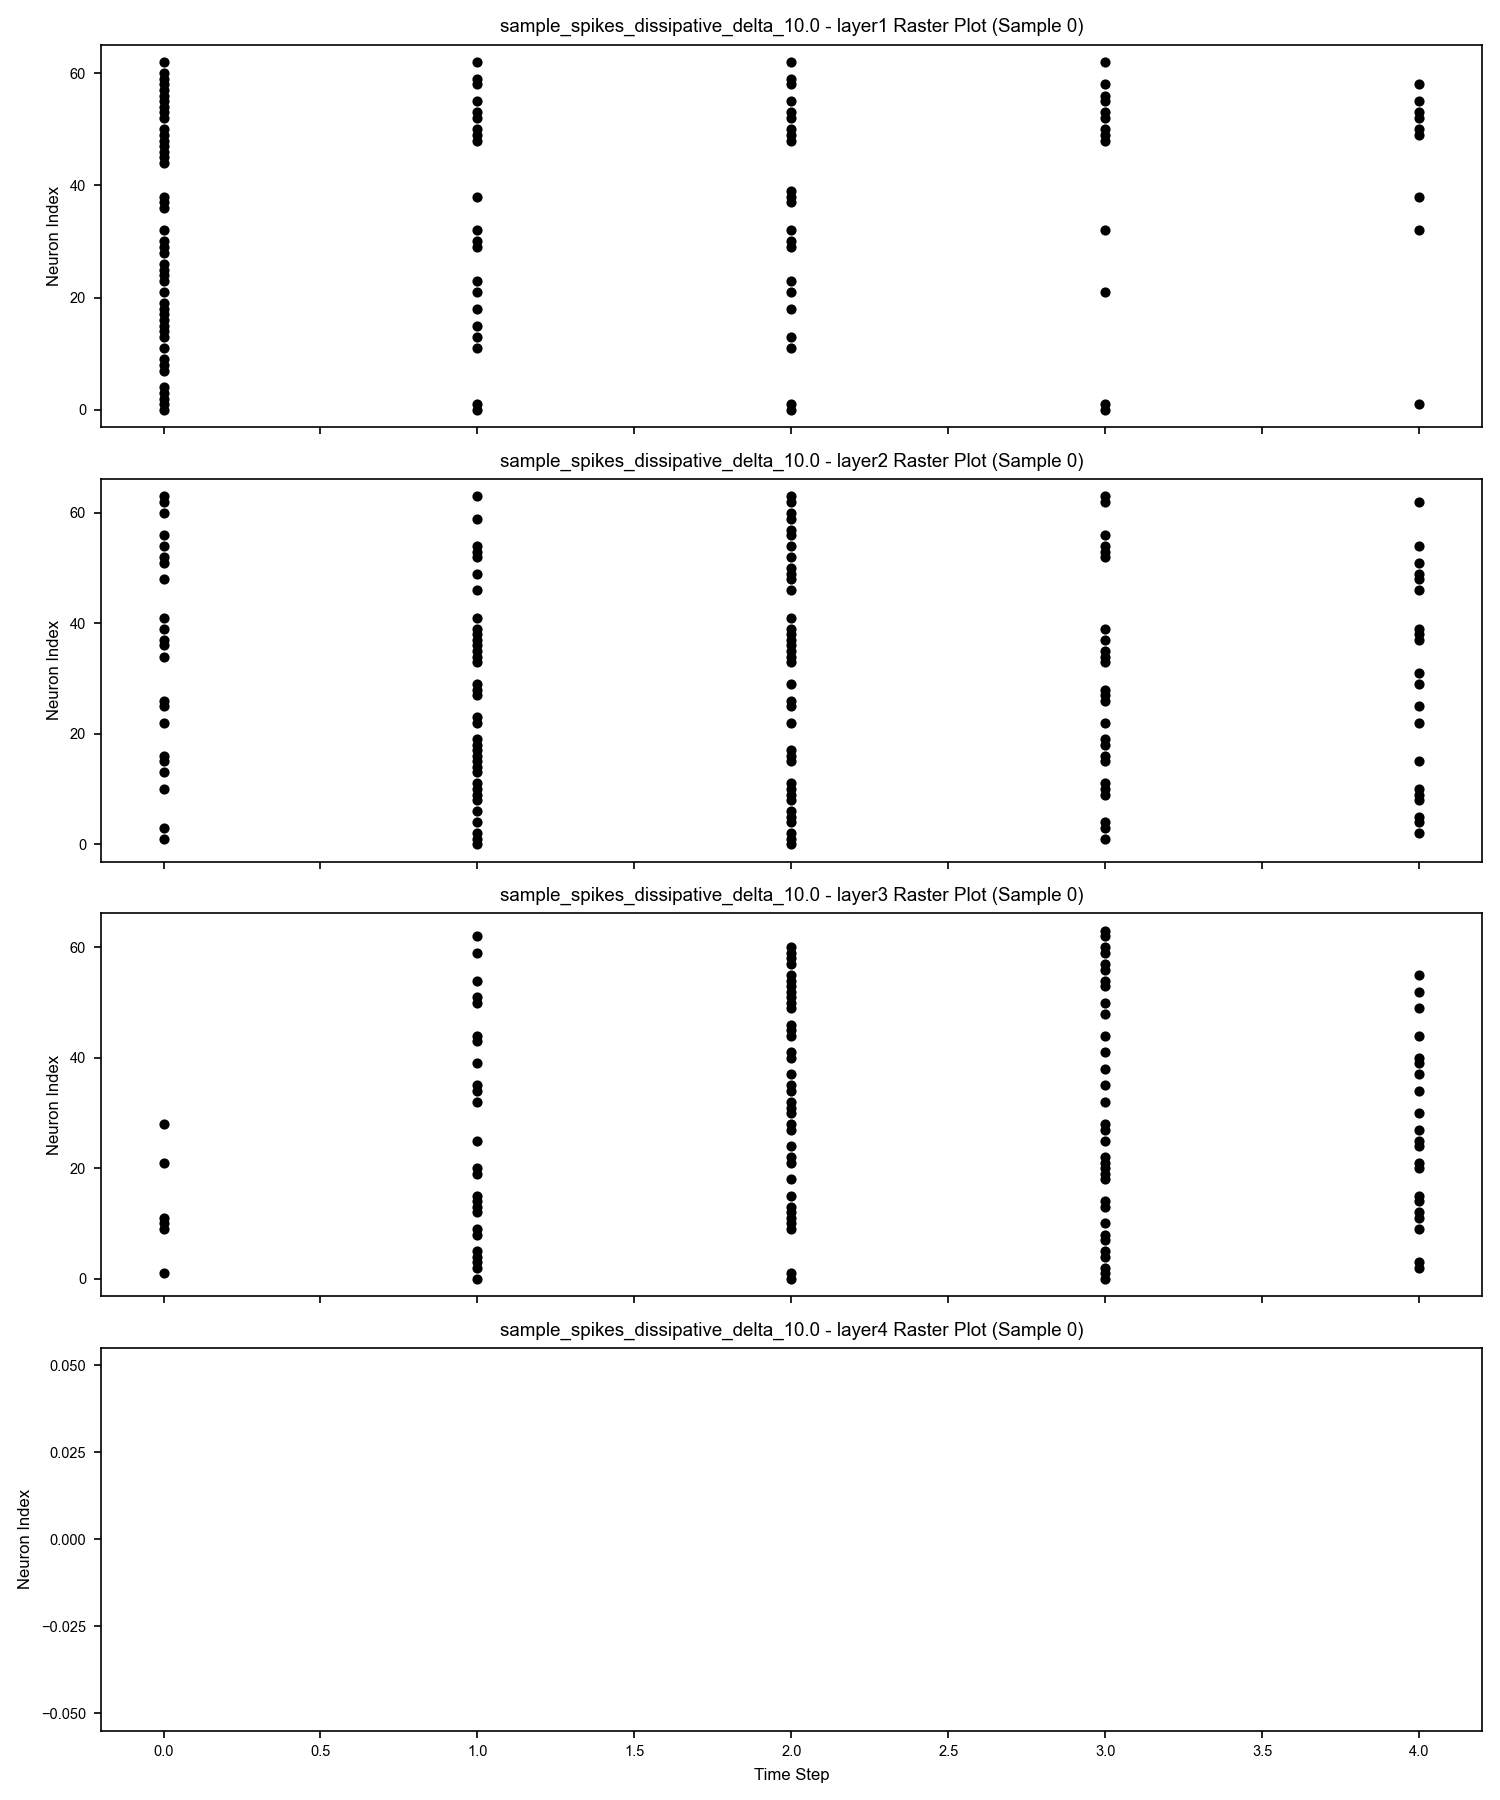 sample_spikes_dissipative_delta_10.0 - layer1 Raster Plot (Sample 0)
Neuron Index
60
40
20
0
sample_spikes_dissipative_delta_10.0 - layer2 Raster Plot (Sample 0)
Neuron Index
60
40
20
0
sample_spikes_dissipative_delta_10.0 - layer3 Raster Plot (Sample 0)
Neuron Index
60
40
20
0
sample_spikes_dissipative_delta_10.0 - layer4 Raster Plot (Sample 0)
Neuron Index
0.050
0.025
0.000
−0.025
−0.050
0.0 0.5 1.0 1.5 2.0 2.5 3.0 3.5 4.0
Time Step